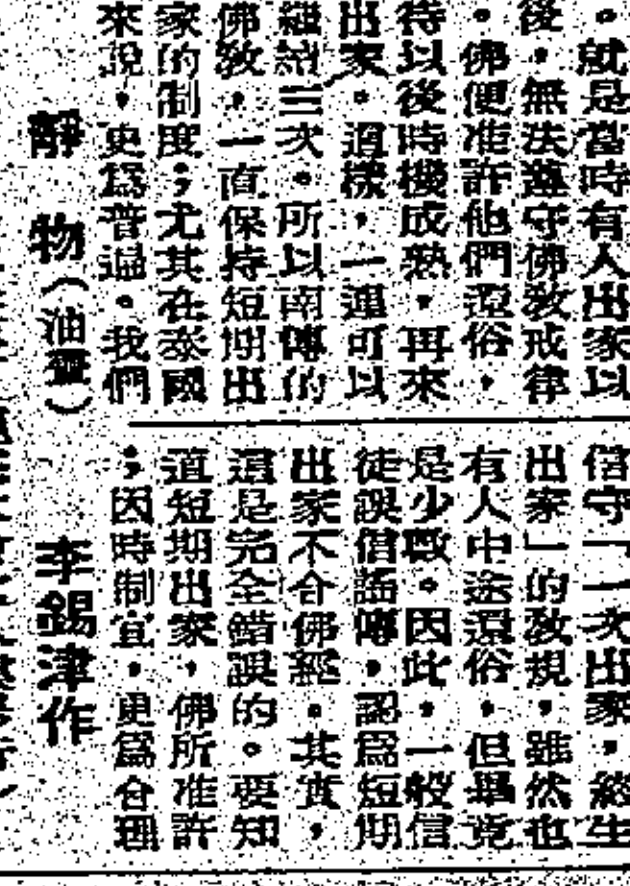 。就是當時有人出家以
後，無法遵守佛教戒律
。佛便准許他們還俗，
待以後時機成熟，再來
出家。這樣，一連可以
繼續三次。所以南傳的
佛教，一直保持短期出
家的制度；尤其在泰國
來說，更爲普遍。我們
信守「一次出家，終生
出家」的教規，雖然也
有人中途還俗，但畢竟
是少數。因此，一般信
徒誤信謠傳，認爲短期
出家不合佛經。其實，
這是完全錯誤的。要知
道短期出家，佛所准許
；因時制宜，更爲合理
靜 物（油畫） 李錫津作